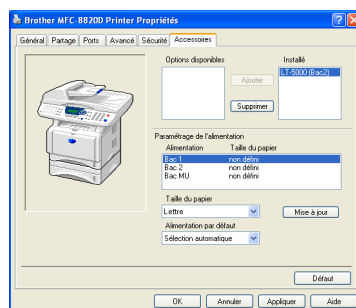 Brother MFC-8820D Printer Propriétés
Général Partage Ports Avancé Sécurité Accessoires
Options disponibles Installé
LT-5000 (Bac2)
Ajouter
Supprimer
Paramétrage de l'alimentation
Alimentation Taille du papier
Bac 1 non défini
Bac 2 non défini
Bac MU non défini
Taille du papier
Lettre Mise à jour
Alimentation par défaut
Sélection automatique
Défaut
OK Annuler Appliquer Aide